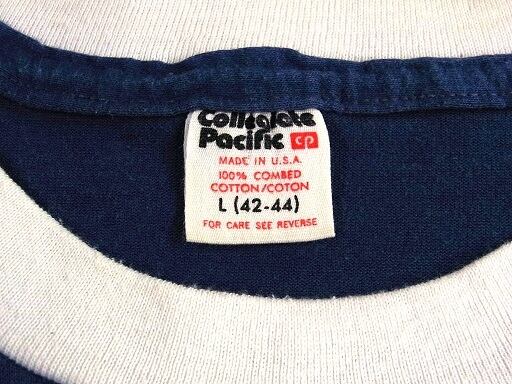 Collegiate
Pacific cp
MADE IN U.S.A.
100% COMBED
COTTON/COTON
L (42-44)
FOR CARE SEE REVERSE